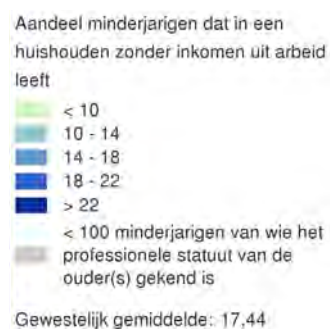 Aandeel minderjarigen dat in een
huishouden zonder inkomen uit arbeid
leeft
< 10
10 - 14
14 - 18
18 - 22
> 22
< 100 minderjarigen van wie het
professionele statuut van de
ouder(s) gekend is
Gewestelijk gemiddelde: 17,44